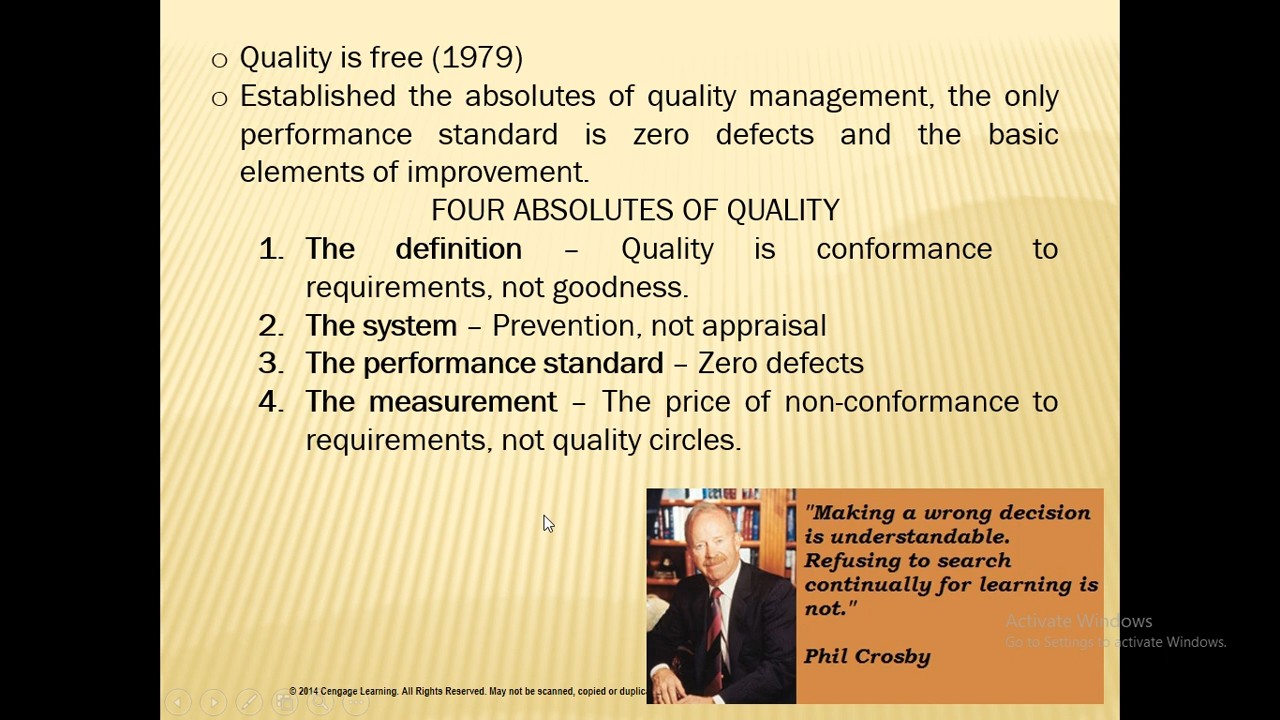 ○ Quality is free (1979)
○ Established the absolutes of quality management, the only
performance standard is zero defects and the basic
elements of improvement.
FOUR ABSOLUTES OF QUALITY
1. The definition – Quality is conformance to
requirements, not goodness.
2. The system – Prevention, not appraisal
3. The performance standard – Zero defects
4. The measurement – The price of non-conformance to
requirements, not quality circles.
"Making a wrong decision
is understandable.
Refusing to search
continually for learning is
not."
Phil Crosby
Activate Windows
Go to Settings to activate Windows.
© 2014 Cengage Learning. All Rights Reserved. May not be scanned, copied or